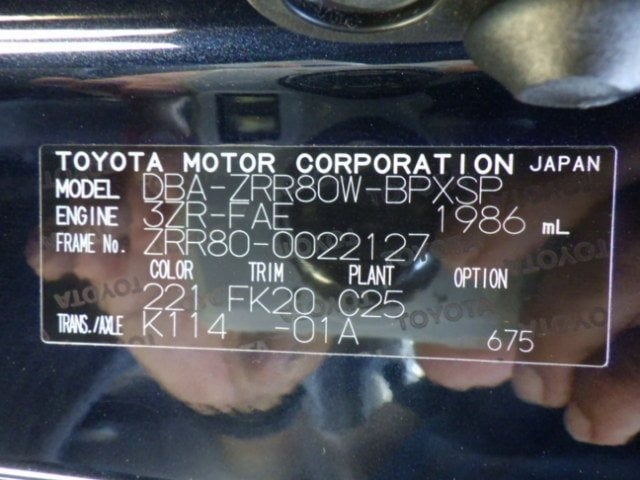 TOYOTA MOTOR CORPORATION JAPAN
MODEL DBA-ZRR80W-BPXSP
ENGINE 3ZR-FAE 1986 mL
FRAME No. ZRR80-0022127
COLOR TRIM PLANT OPTION
221 FK20 C25
TRANS./AXLE K114 -01A 675